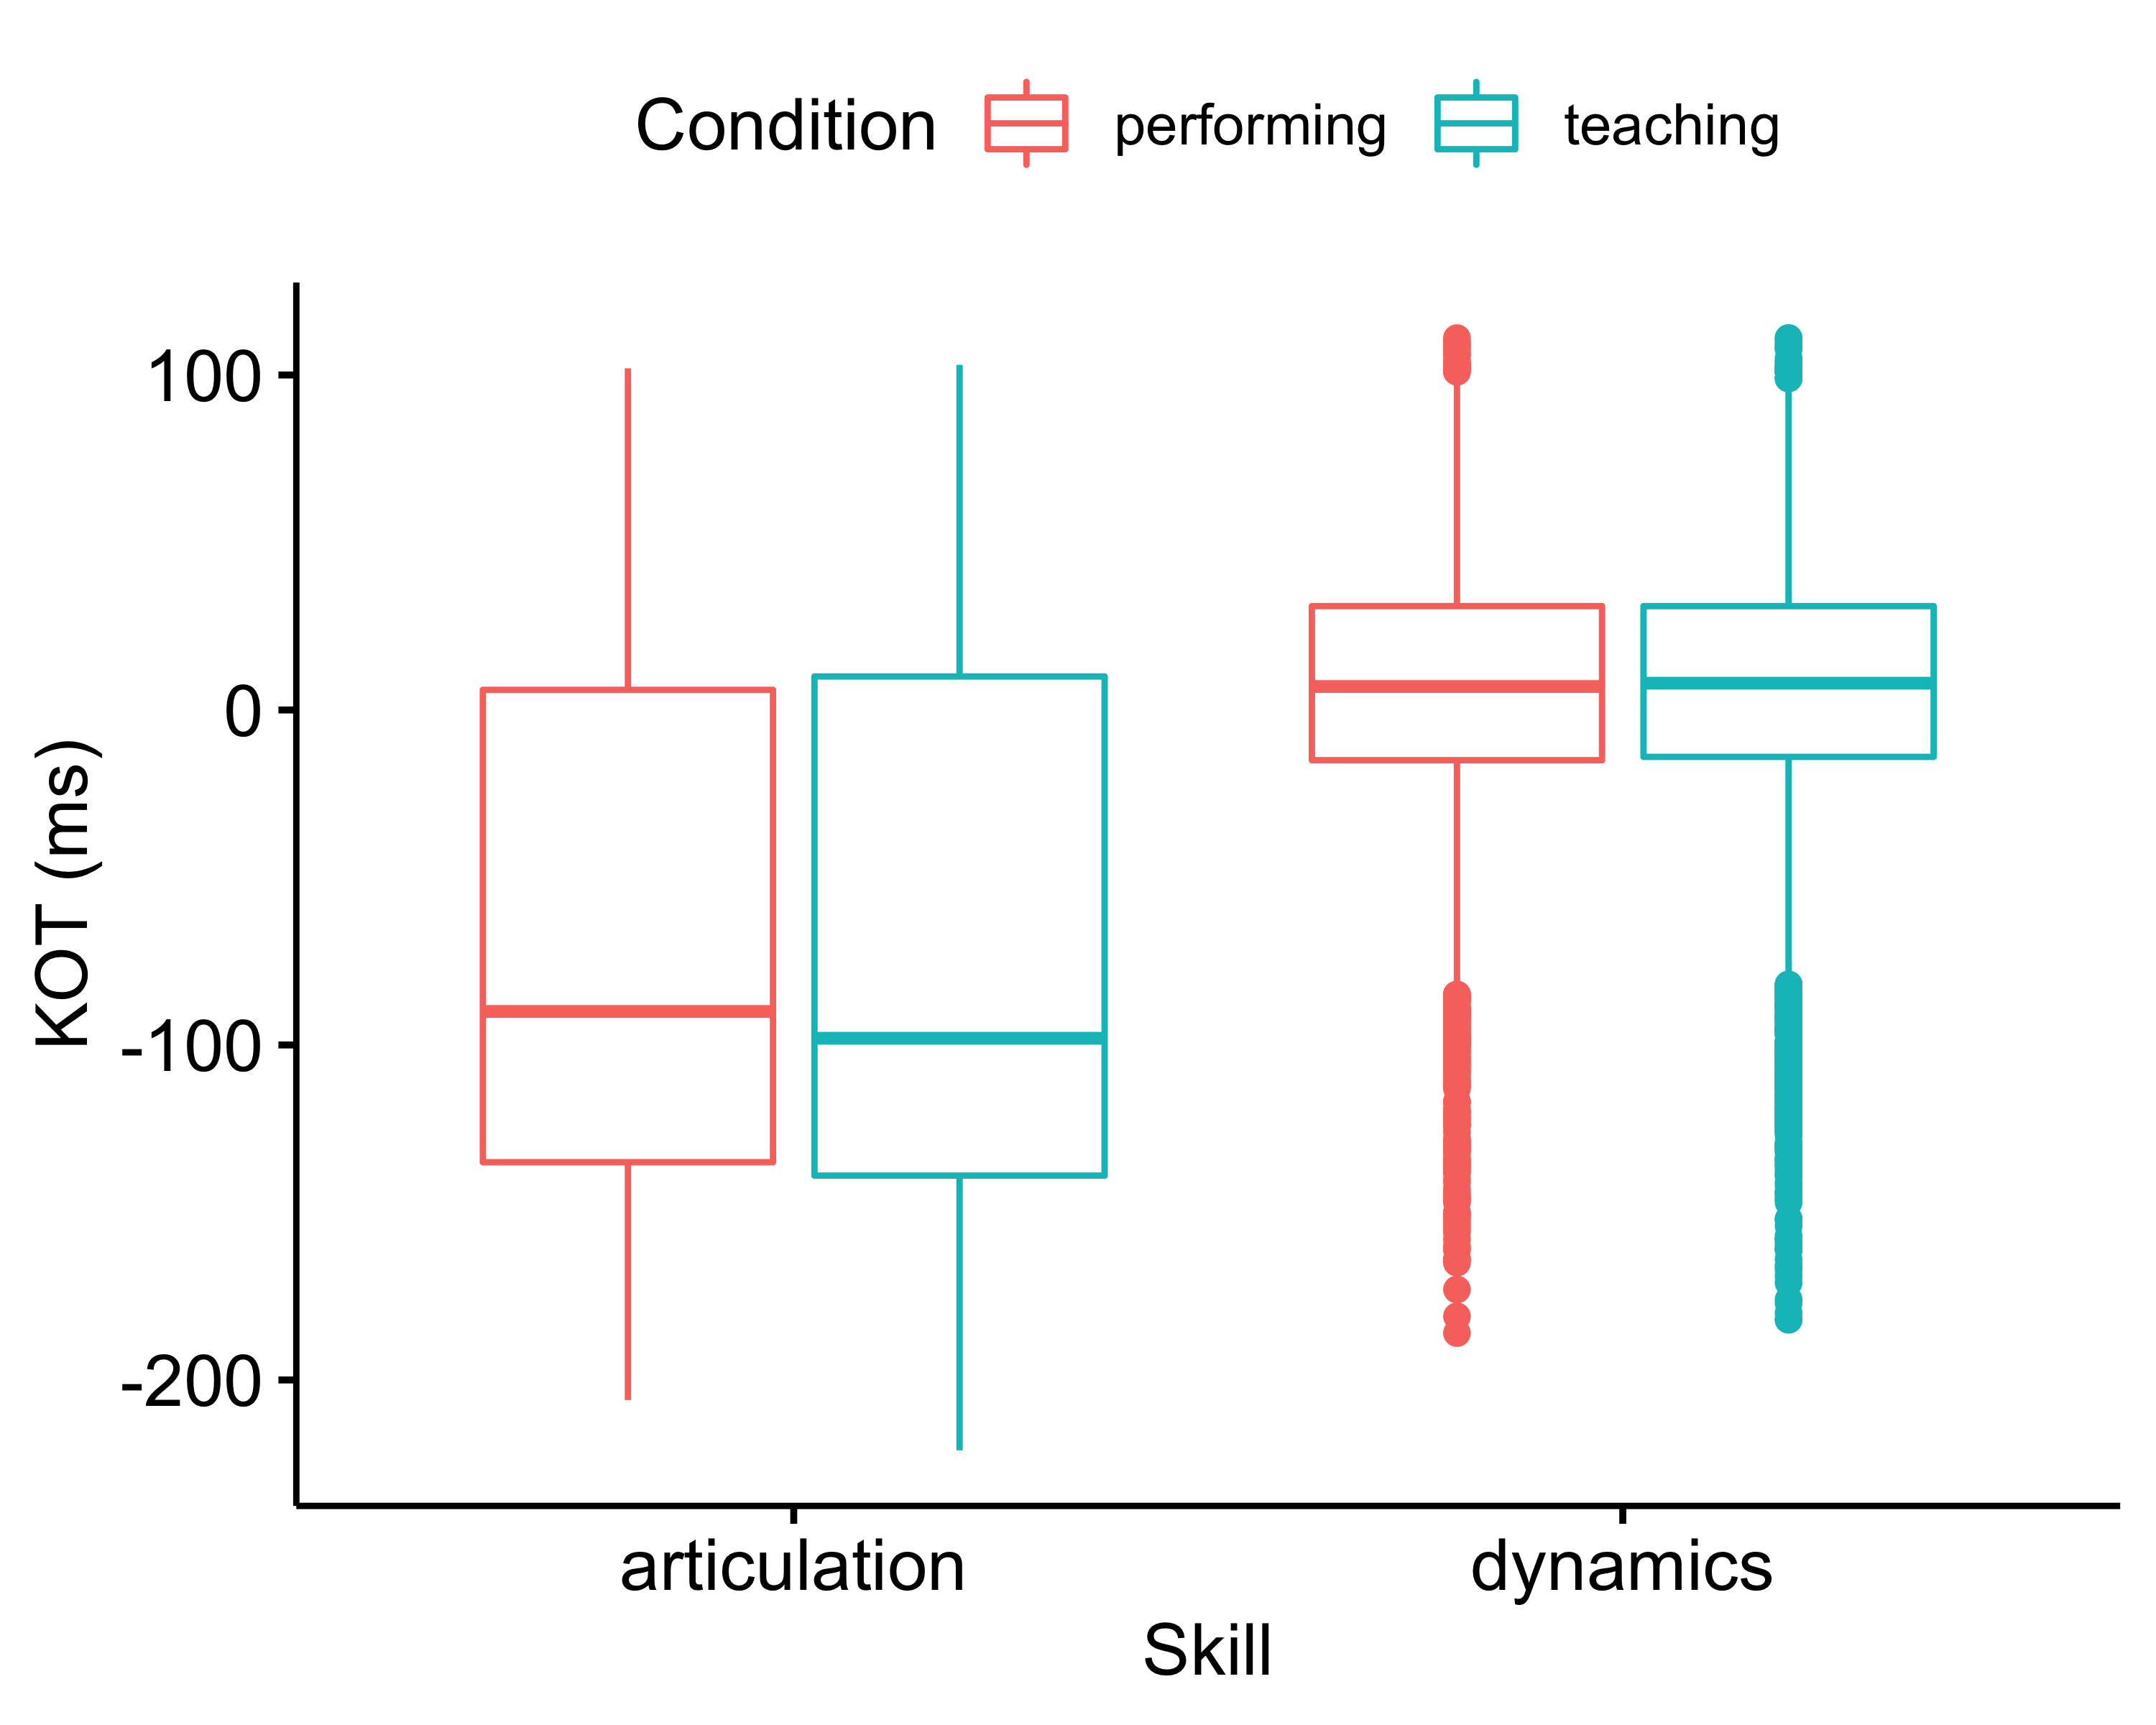 Condition performing teaching
100
0
-100
-200
KOT (ms)
articulation dynamics
Skill